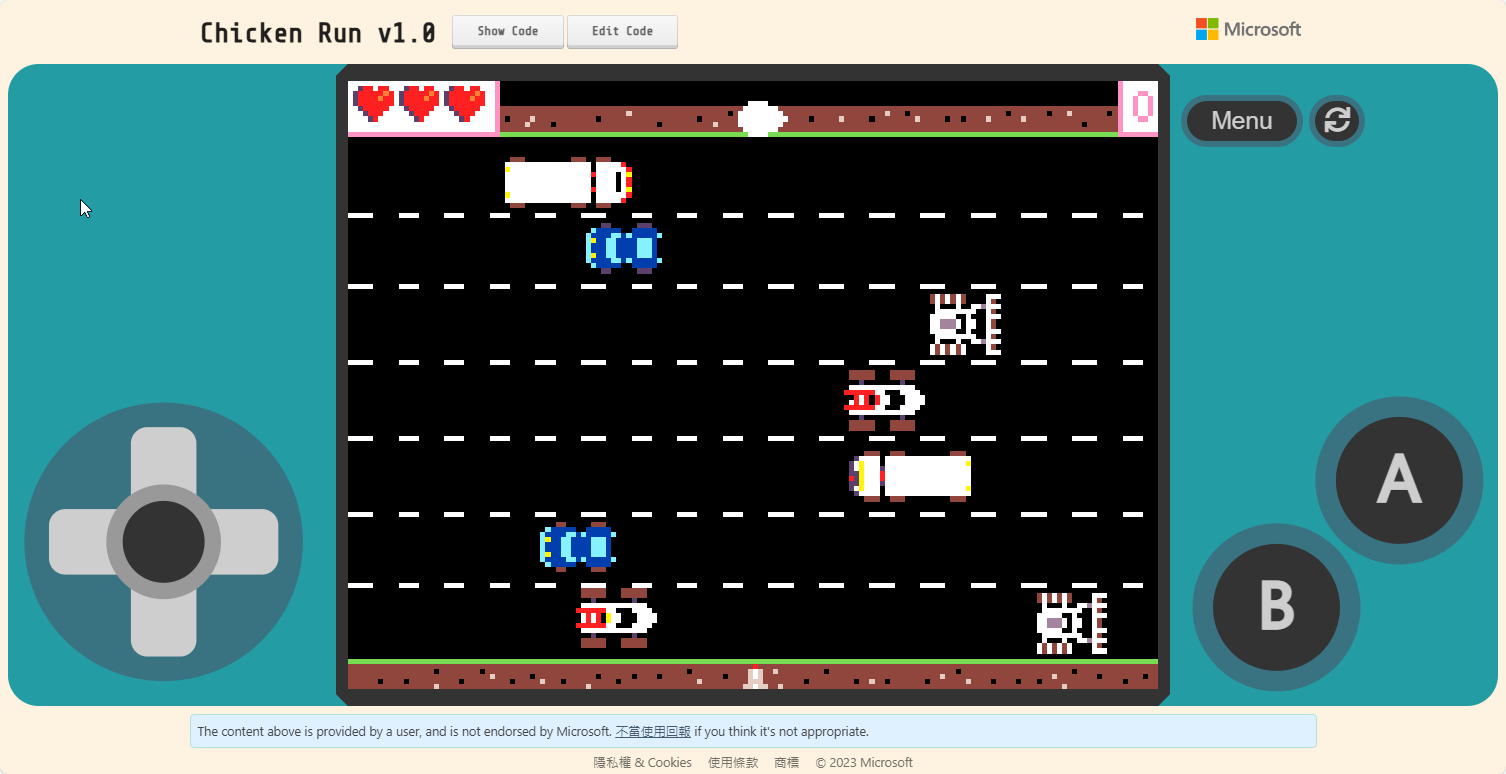 Chicken Run v1.0
Show Code
Edit Code
Microsoft
0
Menu
A
B
The content above is provided by a user, and is not endorsed by Microsoft. 不當使用回報 if you think it's not appropriate.
隱私權 & Cookies 使用條款 商標 © 2023 Microsoft